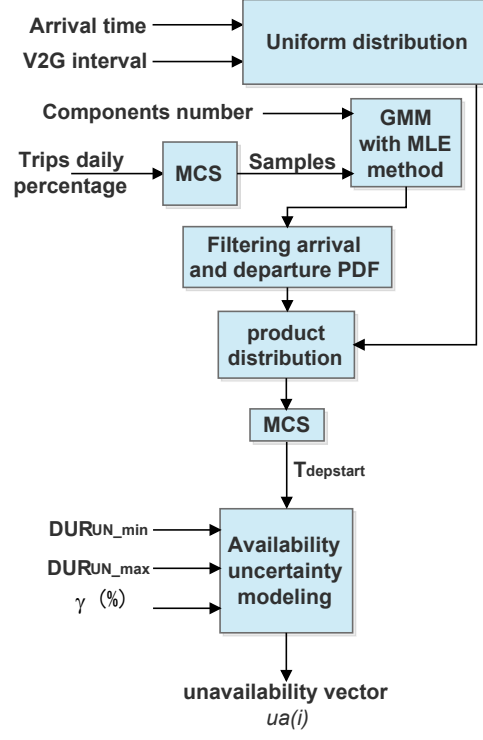 Arrival time
Uniform distribution
V2G interval
Components number
GMM
with MLE
method
Trips daily
percentage
MCS
Samples
Filtering arrival
and departure PDF
product
distribution
MCS
Tdepstart
DURUN_min
DURUN_max
γ (%)
Availability
uncertainty
modeling
unavailability vector
ua(i)